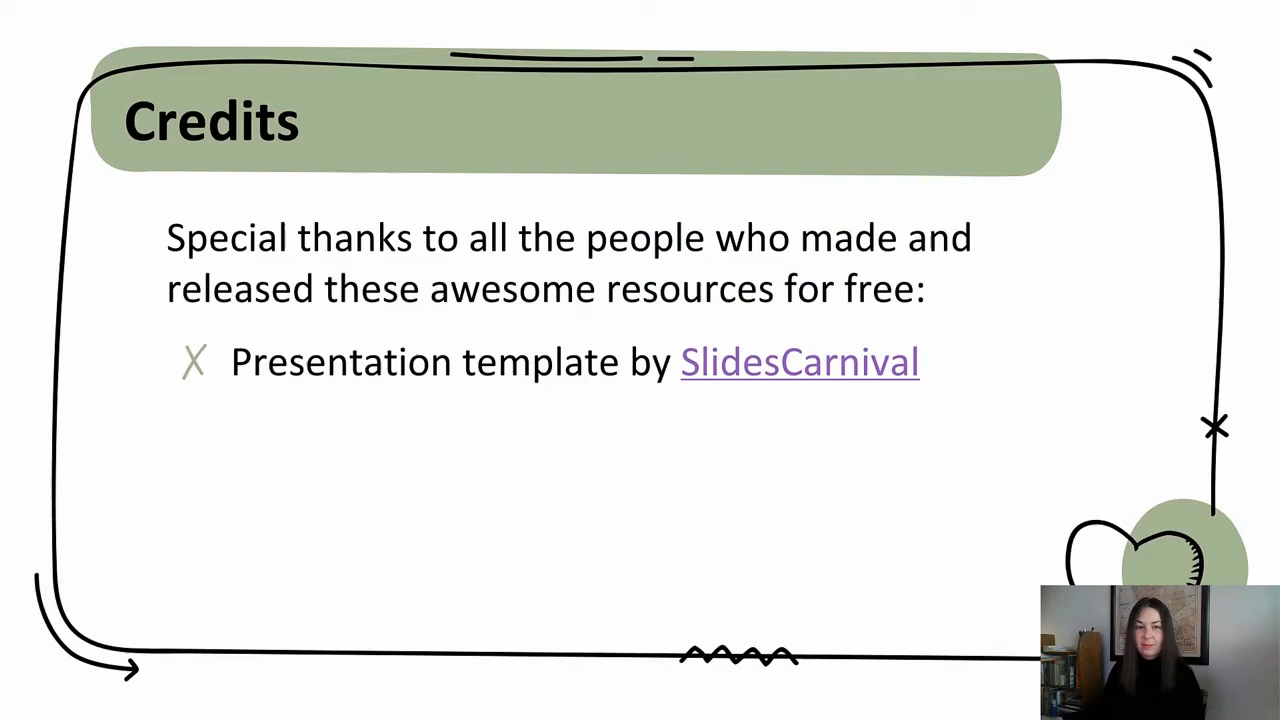 Credits
Special thanks to all the people who made and
released these awesome resources for free:
Presentation template by SlidesCarnival